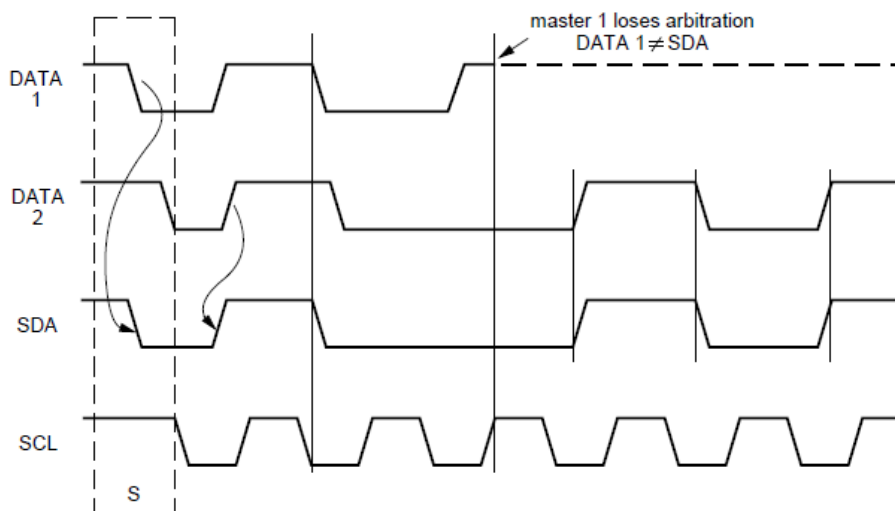 master 1 loses arbitration
DATA 1 ≠ SDA
DATA
1
DATA
2
SDA
SCL
S